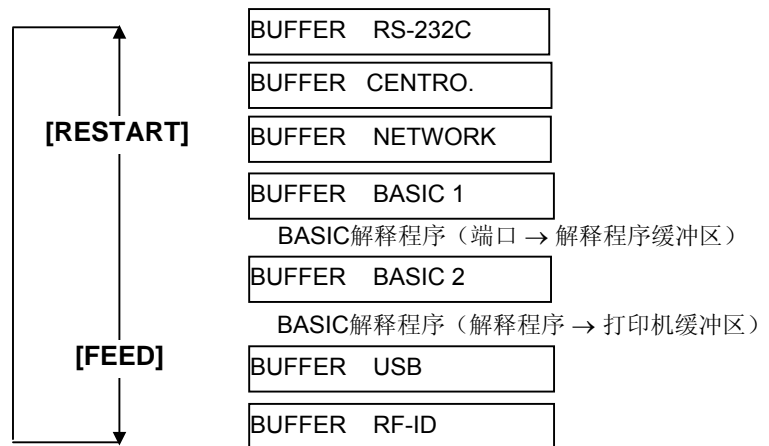 BUFFER RS-232C
BUFFER CENTRO.
[RESTART]
BUFFER NETWORK
BUFFER BASIC 1
BASIC解释程序（端口 → 解释程序缓冲区）
BUFFER BASIC 2
BASIC解释程序（解释程序 → 打印机缓冲区）
[FEED]
BUFFER USB
BUFFER RF-ID